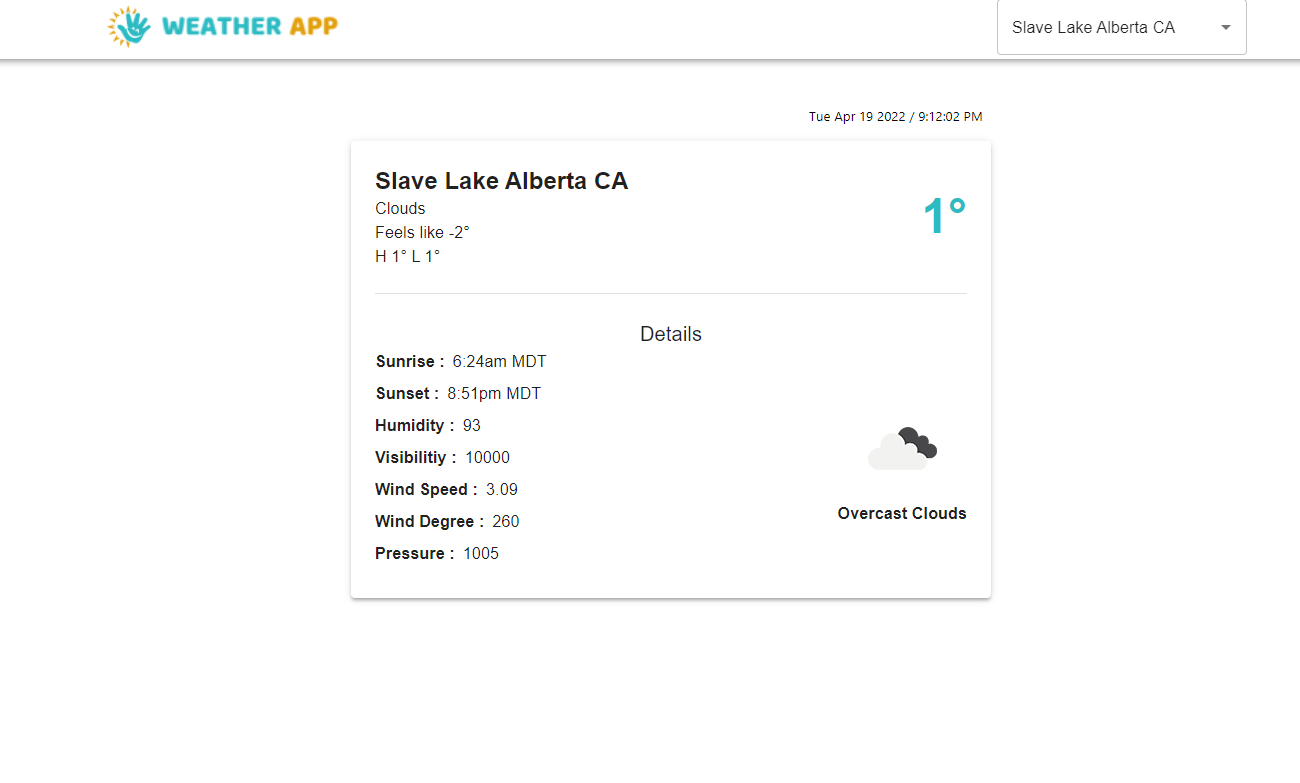 WEATHER APP
Slave Lake Alberta CA
Tue Apr 19 2022 / 9:12:02 PM
Slave Lake Alberta CA
Clouds
Feels like -2°
H 1° L 1°
1°
Details
Sunrise : 6:24am MDT
Sunset : 8:51pm MDT
Humidity : 93
Visibilitiy : 10000
Wind Speed : 3.09
Wind Degree : 260
Pressure : 1005
Overcast Clouds